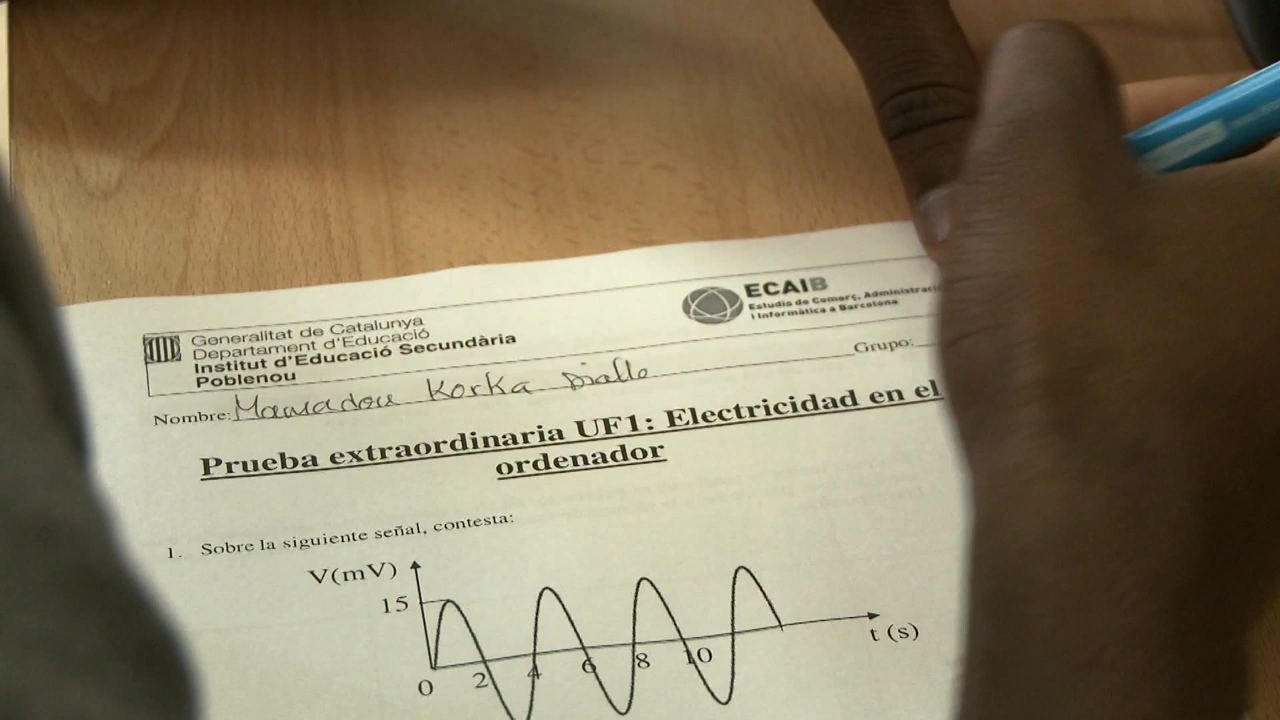 Generalitat de Catalunya
Departament d'Educació
Institut d'Educació Secundària
Poblenou
ECAIB
Estudis de Comerç, Administració
i Informàtica a Barcelona
Nombre: Mamadou Korka Diallo Grupo:
Prueba extraordinaria UF1: Electricidad en el
ordenador
1. Sobre la siguiente señal, contesta:
V(mV)
15
t (s)
0 2 4 6 8 10